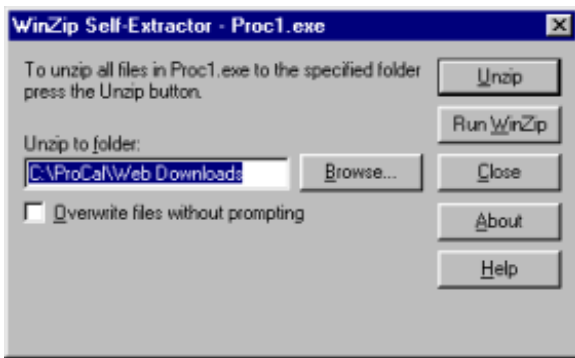 WinZip Self-Extractor - Proc1.exe
To unzip all files in Proc1.exe to the specified folder
press the Unzip button.
Unzip
Run WinZip
Unzip to folder:
C:\ProCal\Web Downloads
Browse...
Close
Overwrite files without prompting
About
Help